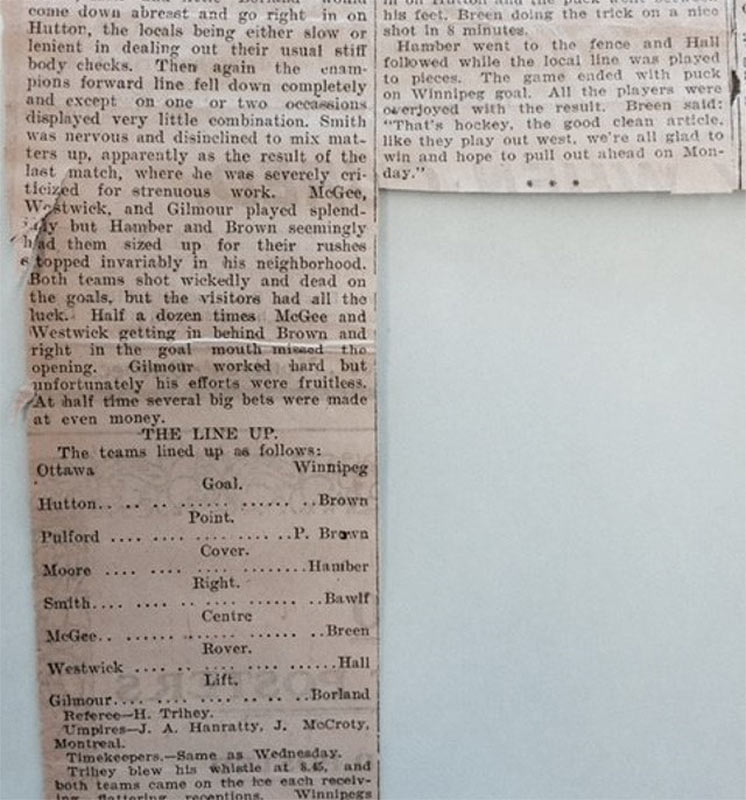 come down abreast and go right in on
Hutton, the locals being either slow or
lenient in dealing out their usual stiff
body checks. Then again the cham-
pions forward line fell down completely
and except on one or two occassions
displayed very little combination. Smith
was nervous and disinclined to mix mat-
ters up, apparently as the result of the
last match, where he was severely cri-
ticized for strenuous work. McGee,
Westwick, and Gilmour played splend-
idly but Hamber and Brown seemingly
had them sized up for their rushes
stopped invariably in his neighborhood.
Both teams shot wickedly and dead on
the goals, but the visitors had all the
luck. Half a dozen times McGee and
Westwick getting in behind Brown and
right in the goal mouth missed the
opening. Gilmour worked hard but
unfortunately his efforts were fruitless.
At half time several big bets were made
at even money.
THE LINE UP.
The teams lined up as follows:
Ottawa Winnipeg
Goal.
Hutton.. .. .. ...... ...... ..Brown
Point.
Pulford .... .... .... .... ..P. Brown
Cover.
Moore .... .... .... ........Hamber
Right.
Smith.... .... .. .... ...... ..Bawlf
Centre
McGee.. .. ...... ...... .. ..Breen
Rover.
Westwick .... .... .. .... ......Hall
Lift.
Gilmour.... .... .... .. .. ..Borland
Referee—H. Trihey.
Umpires—J. A. Hanratty, J. McCroty,
Montreal.
Timekeepers.—Same as Wednesday.
Trihey blew his whistle at 8.45, and
both teams came on the ice each receiv-
ing flattering receptions. Winnipegs
in on Hutton and the puck went between
his feet, Breen doing the trick on a nice
shot in 8 minutes.
Hamber went to the fence and Hall
followed while the local line was played
to pieces. The game ended with puck
on Winnipeg goal. All the players were
overjoyed with the result. Breen said:
"That's hockey, the good clean article,
like they play out west, we're all glad to
win and hope to pull out ahead on Mon-
day."
* * *